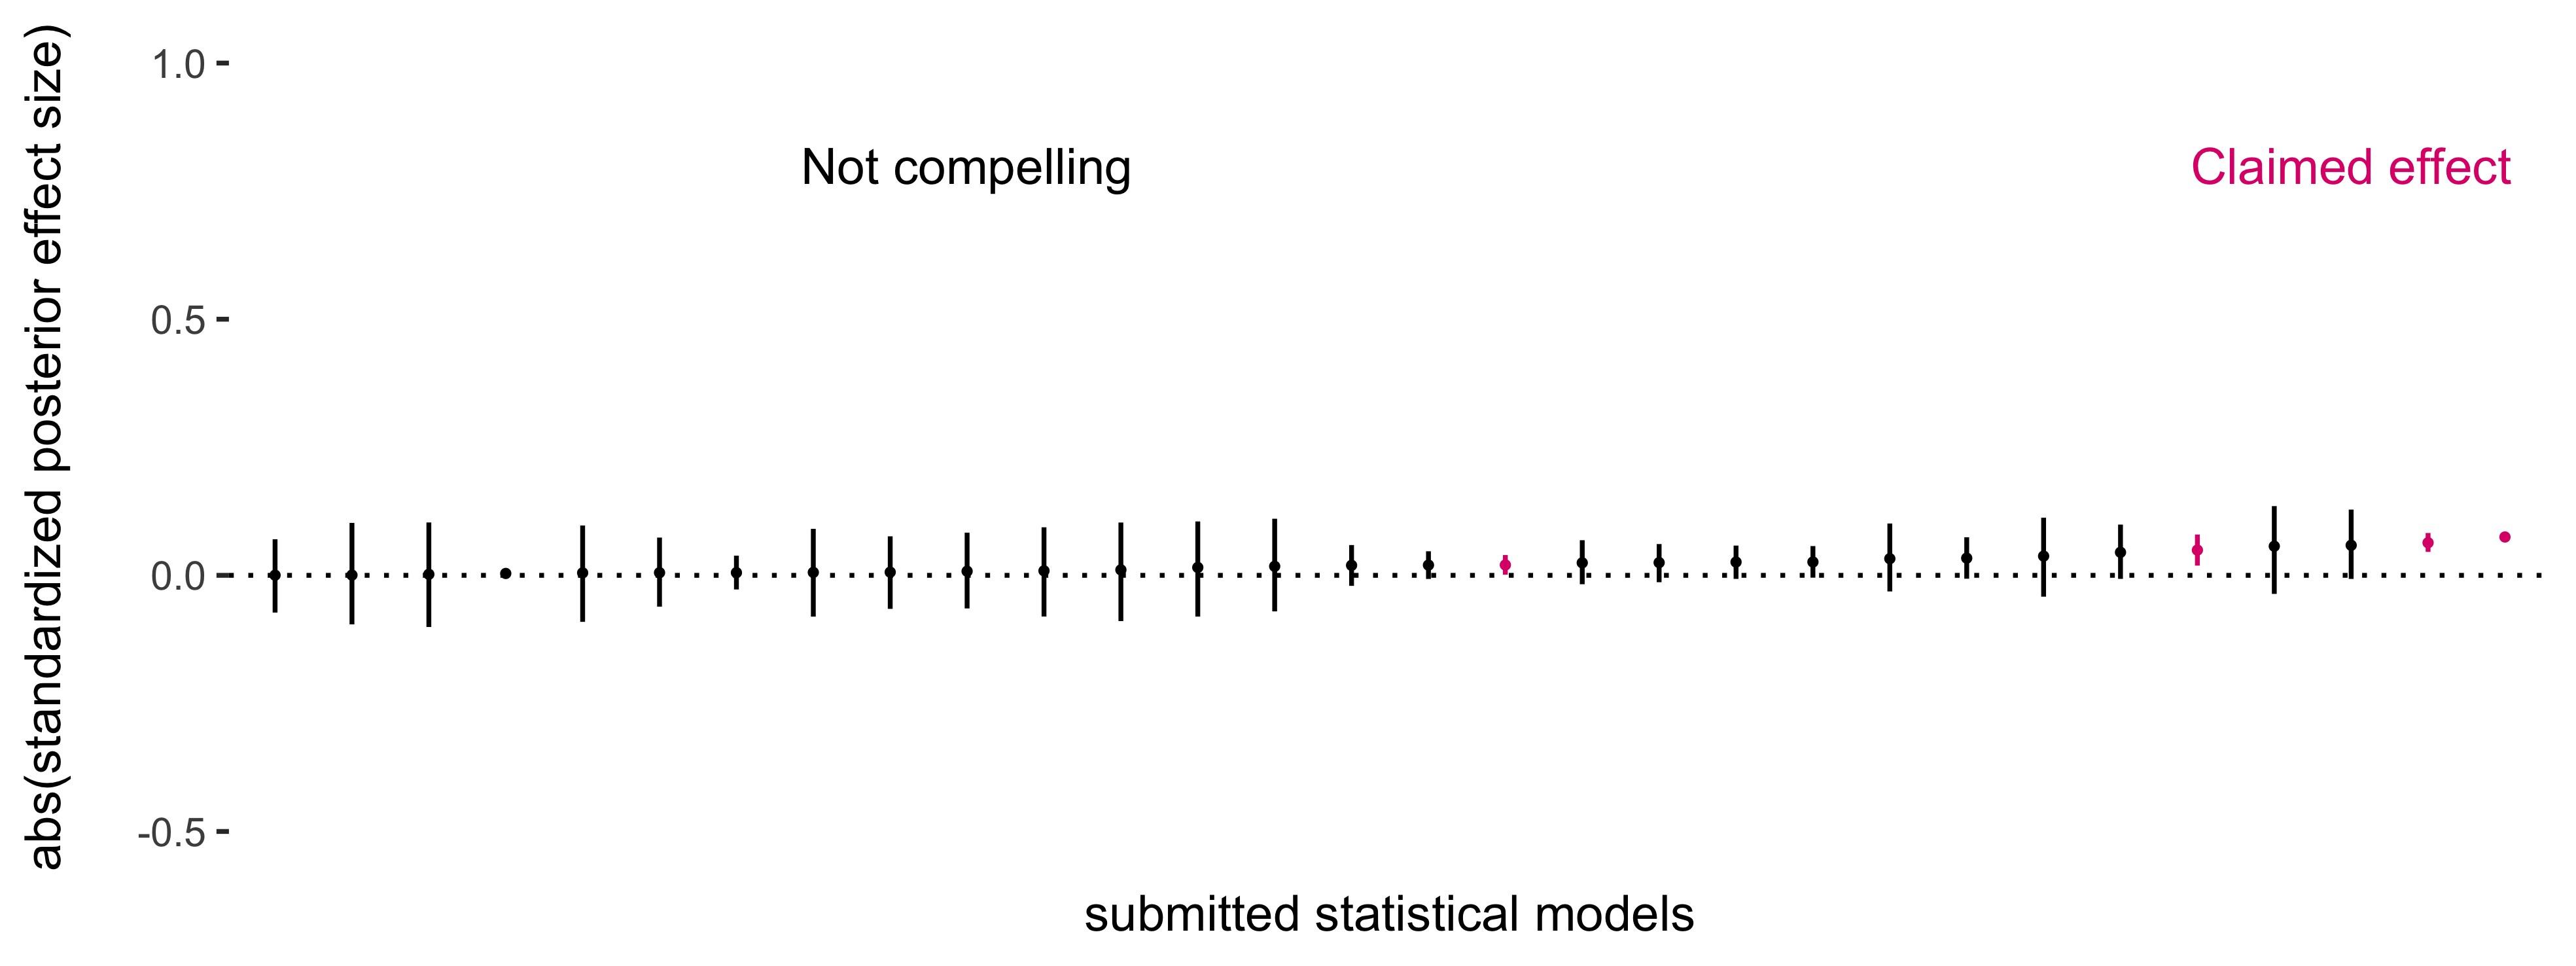 abs(standardized posterior effect size)
1.0
0.5
0.0
-0.5
Not compelling
Claimed effect
submitted statistical models